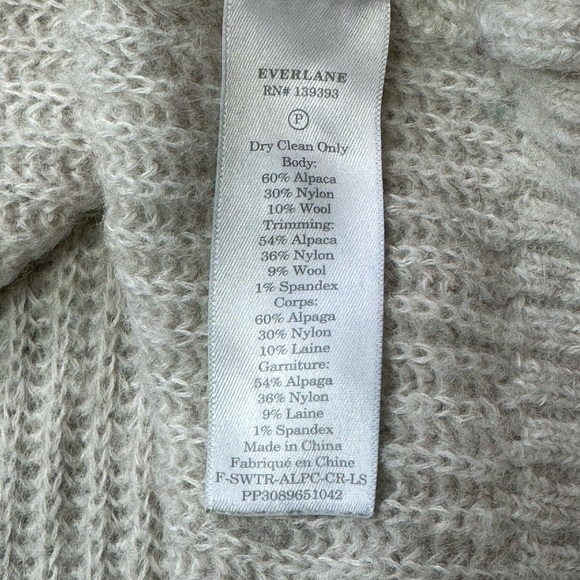 EVERLANE
RN# 139393
P
Dry Clean Only
Body:
60% Alpaca
30% Nylon
10% Wool
Trimming:
54% Alpaca
36% Nylon
9% Wool
1% Spandex
Corps:
60% Alpaga
30% Nylon
10% Laine
Garniture:
54% Alpaga
36% Nylon
9% Laine
1% Spandex
Made in China
Fabriqué en Chine
F-SWTR-ALPC-CR-LS
PP3089651042